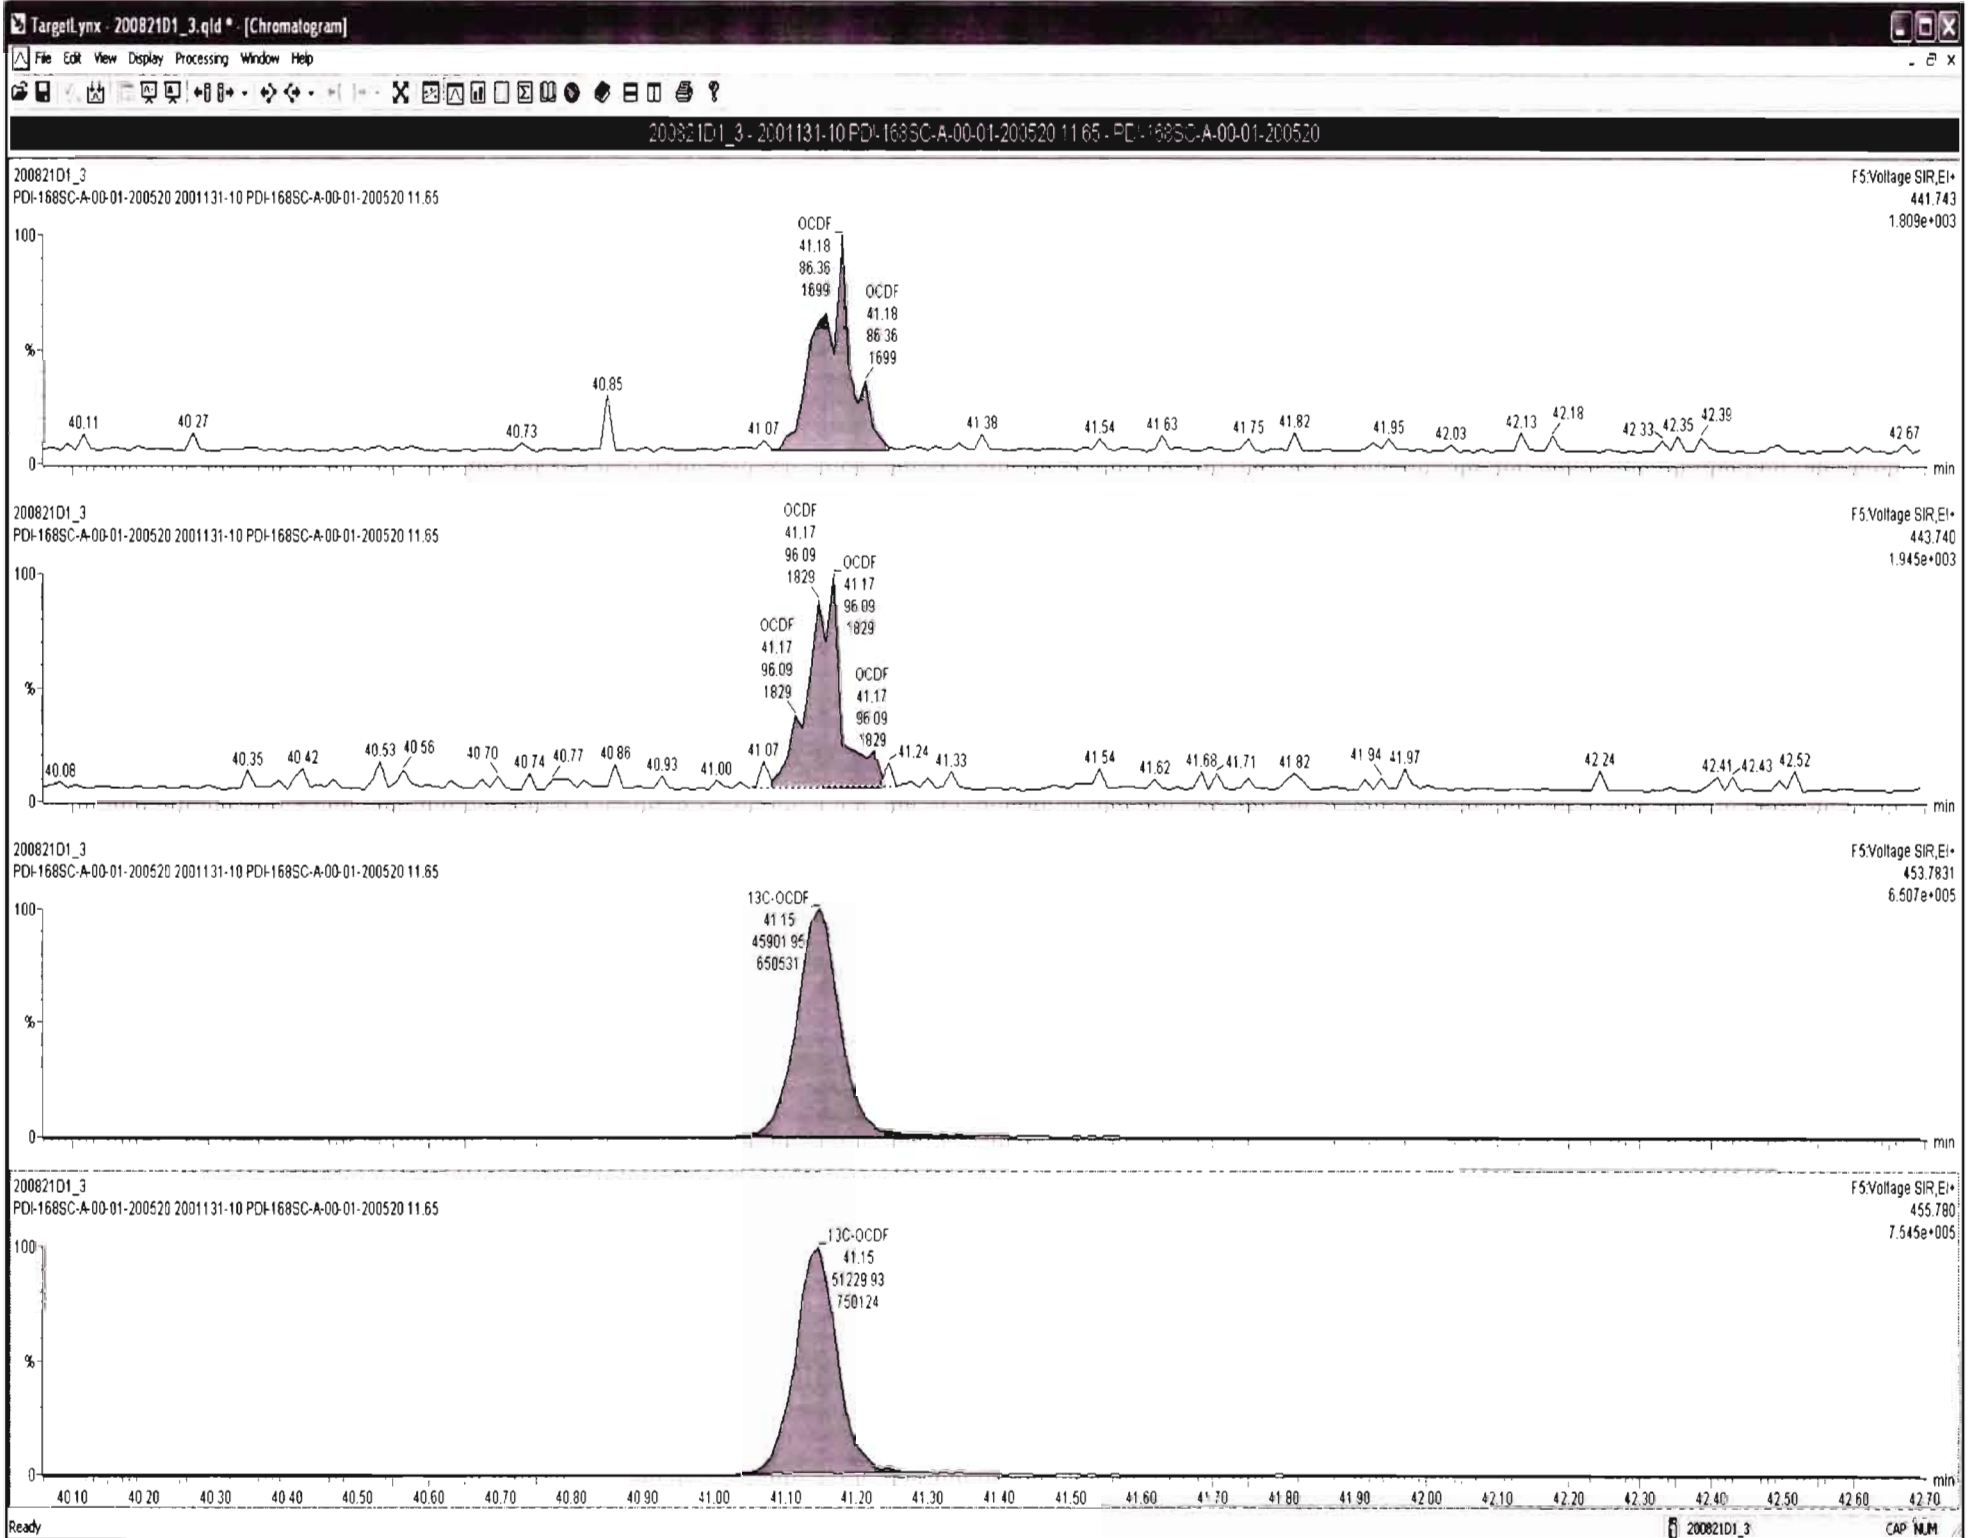 TargetLynx - 200821D1_3.qld * - [Chromatogram]
File Edit View Display Processing Window Help
200821D1_3 - 2001131-10 PDI-168SC-A-00-01-200520 11.65 - PDI-168SC-A-00-01-200520
200821D1_3
PDI-168SC-A-00-01-200520 2001131-10 PDI-168SC-A-00-01-200520 11.65
F5:Voltage SIR,EI+
441.743
1.809e+003
100
%
0
OCDF
41.18
86.36
1699
OCDF
41.18
86.36
1699
40.11
40.27
40.73
40.85
41.07
41.38
41.54
41.63
41.75
41.82
41.95
42.03
42.13
42.18
42.33
42.35
42.39
42.67
min
200821D1_3
PDI-168SC-A-00-01-200520 2001131-10 PDI-168SC-A-00-01-200520 11.65
F5:Voltage SIR,EI+
443.740
1.945e+003
100
%
0
OCDF
41.17
96.09
1829
OCDF
41.17
96.09
1829
OCDF
41.17
96.09
1829
OCDF
41.17
96.09
1829
40.08
40.35
40.42
40.53
40.56
40.70
40.74
40.77
40.86
40.93
41.00
41.07
41.24
41.33
41.54
41.62
41.68
41.71
41.82
41.94
41.97
42.24
42.41
42.43
42.52
min
200821D1_3
PDI-168SC-A-00-01-200520 2001131-10 PDI-168SC-A-00-01-200520 11.65
F5:Voltage SIR,EI+
453.7831
6.507e+005
100
%
0
13C-OCDF
41.15
45901.95
650531
min
200821D1_3
PDI-168SC-A-00-01-200520 2001131-10 PDI-168SC-A-00-01-200520 11.65
F5:Voltage SIR,EI+
455.780
7.545e+005
100
%
0
13C-OCDF
41.15
51229.93
750124
min
40.10 40.20 40.30 40.40 40.50 40.60 40.70 40.80 40.90 41.00 41.10 41.20 41.30 41.40 41.50 41.60 41.70 41.80 41.90 42.00 42.10 42.20 42.30 42.40 42.50 42.60 42.70
Ready
200821D1_3
CAP NUM